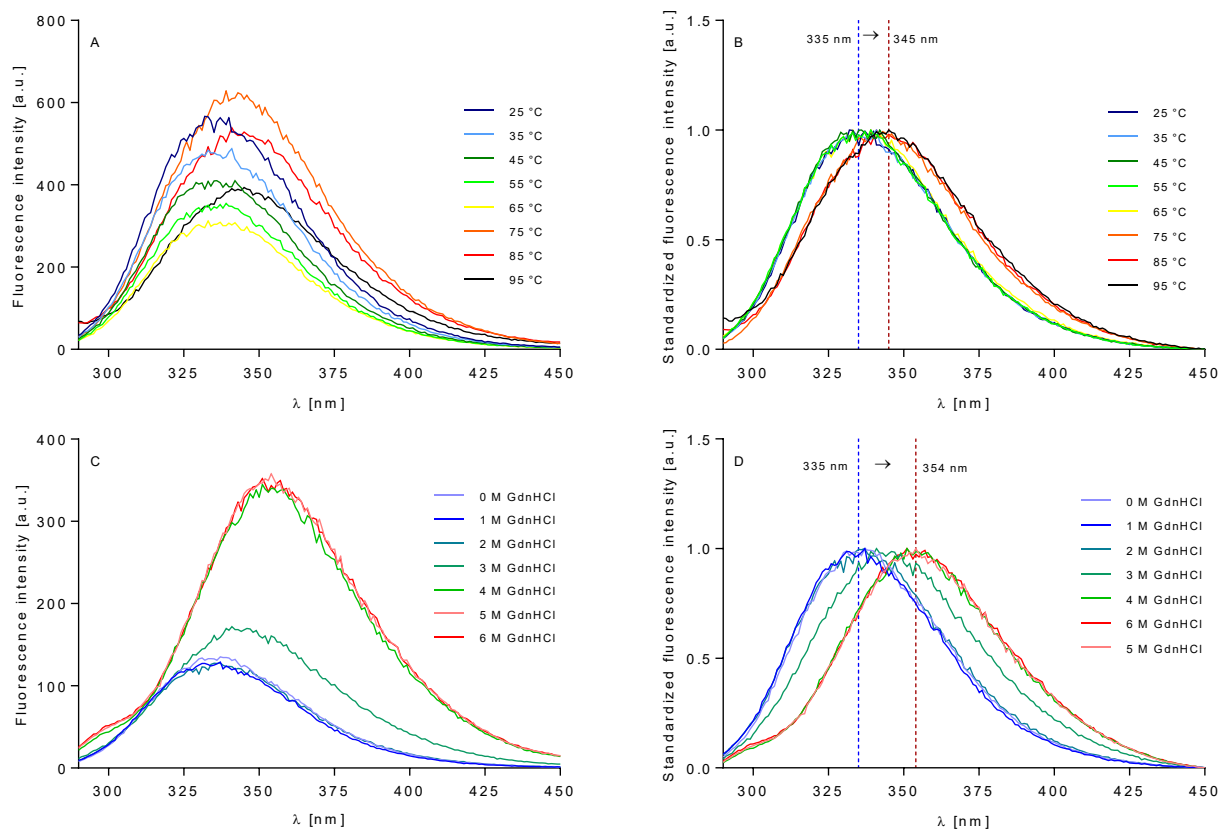 A
Fluorescence intensity [a.u.]
800
600
400
200
0
300 325 350 375 400 425 450
λ [nm]
25 °C
35 °C
45 °C
55 °C
65 °C
75 °C
85 °C
95 °C
B
Standardized fluorescence intensity [a.u.]
1.5
1.0
0.5
0.0
335 nm → 345 nm
300 325 350 375 400 425 450
λ [nm]
25 °C
35 °C
45 °C
55 °C
65 °C
75 °C
85 °C
95 °C
C
Fluorescence intensity [a.u.]
400
300
200
100
0
300 325 350 375 400 425 450
λ [nm]
0 M GdnHCl
1 M GdnHCl
2 M GdnHCl
3 M GdnHCl
4 M GdnHCl
5 M GdnHCl
6 M GdnHCl
D
Standardized fluorescence intensity [a.u.]
1.5
1.0
0.5
0.0
335 nm → 354 nm
300 325 350 375 400 425 450
λ [nm]
0 M GdnHCl
1 M GdnHCl
2 M GdnHCl
3 M GdnHCl
4 M GdnHCl
6 M GdnHCl
5 M GdnHCl